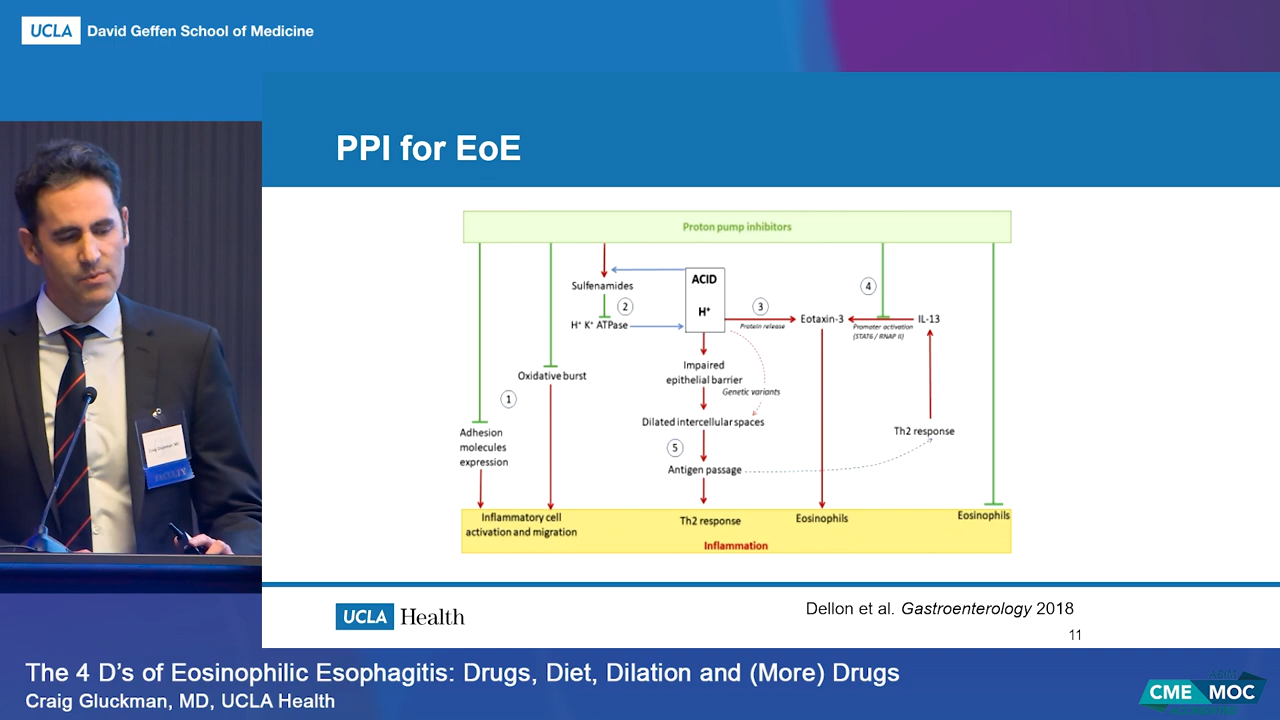 UCLA David Geffen School of Medicine
PPI for EoE
Proton pump inhibitors
Sulfenamides
ACID
H⁺
2
H⁺ K⁺ ATPase
3
Protein release
Eotaxin-3
4
IL-13
Promoter activation
(STAT6 / RNAP II)
Oxidative burst
1
Impaired
epithelial barrier
Genetic variants
Adhesion
molecules
expression
Dilated intercellular spaces
5
Antigen passage
Th2 response
Inflammatory cell
activation and migration
Th2 response
Eosinophils
Eosinophils
Inflammation
FACULTY
UCLA Health
Dellon et al. Gastroenterology 2018
11
The 4 D's of Eosinophilic Esophagitis: Drugs, Diet, Dilation and (More) Drugs
Craig Gluckman, MD, UCLA Health
CME MOC